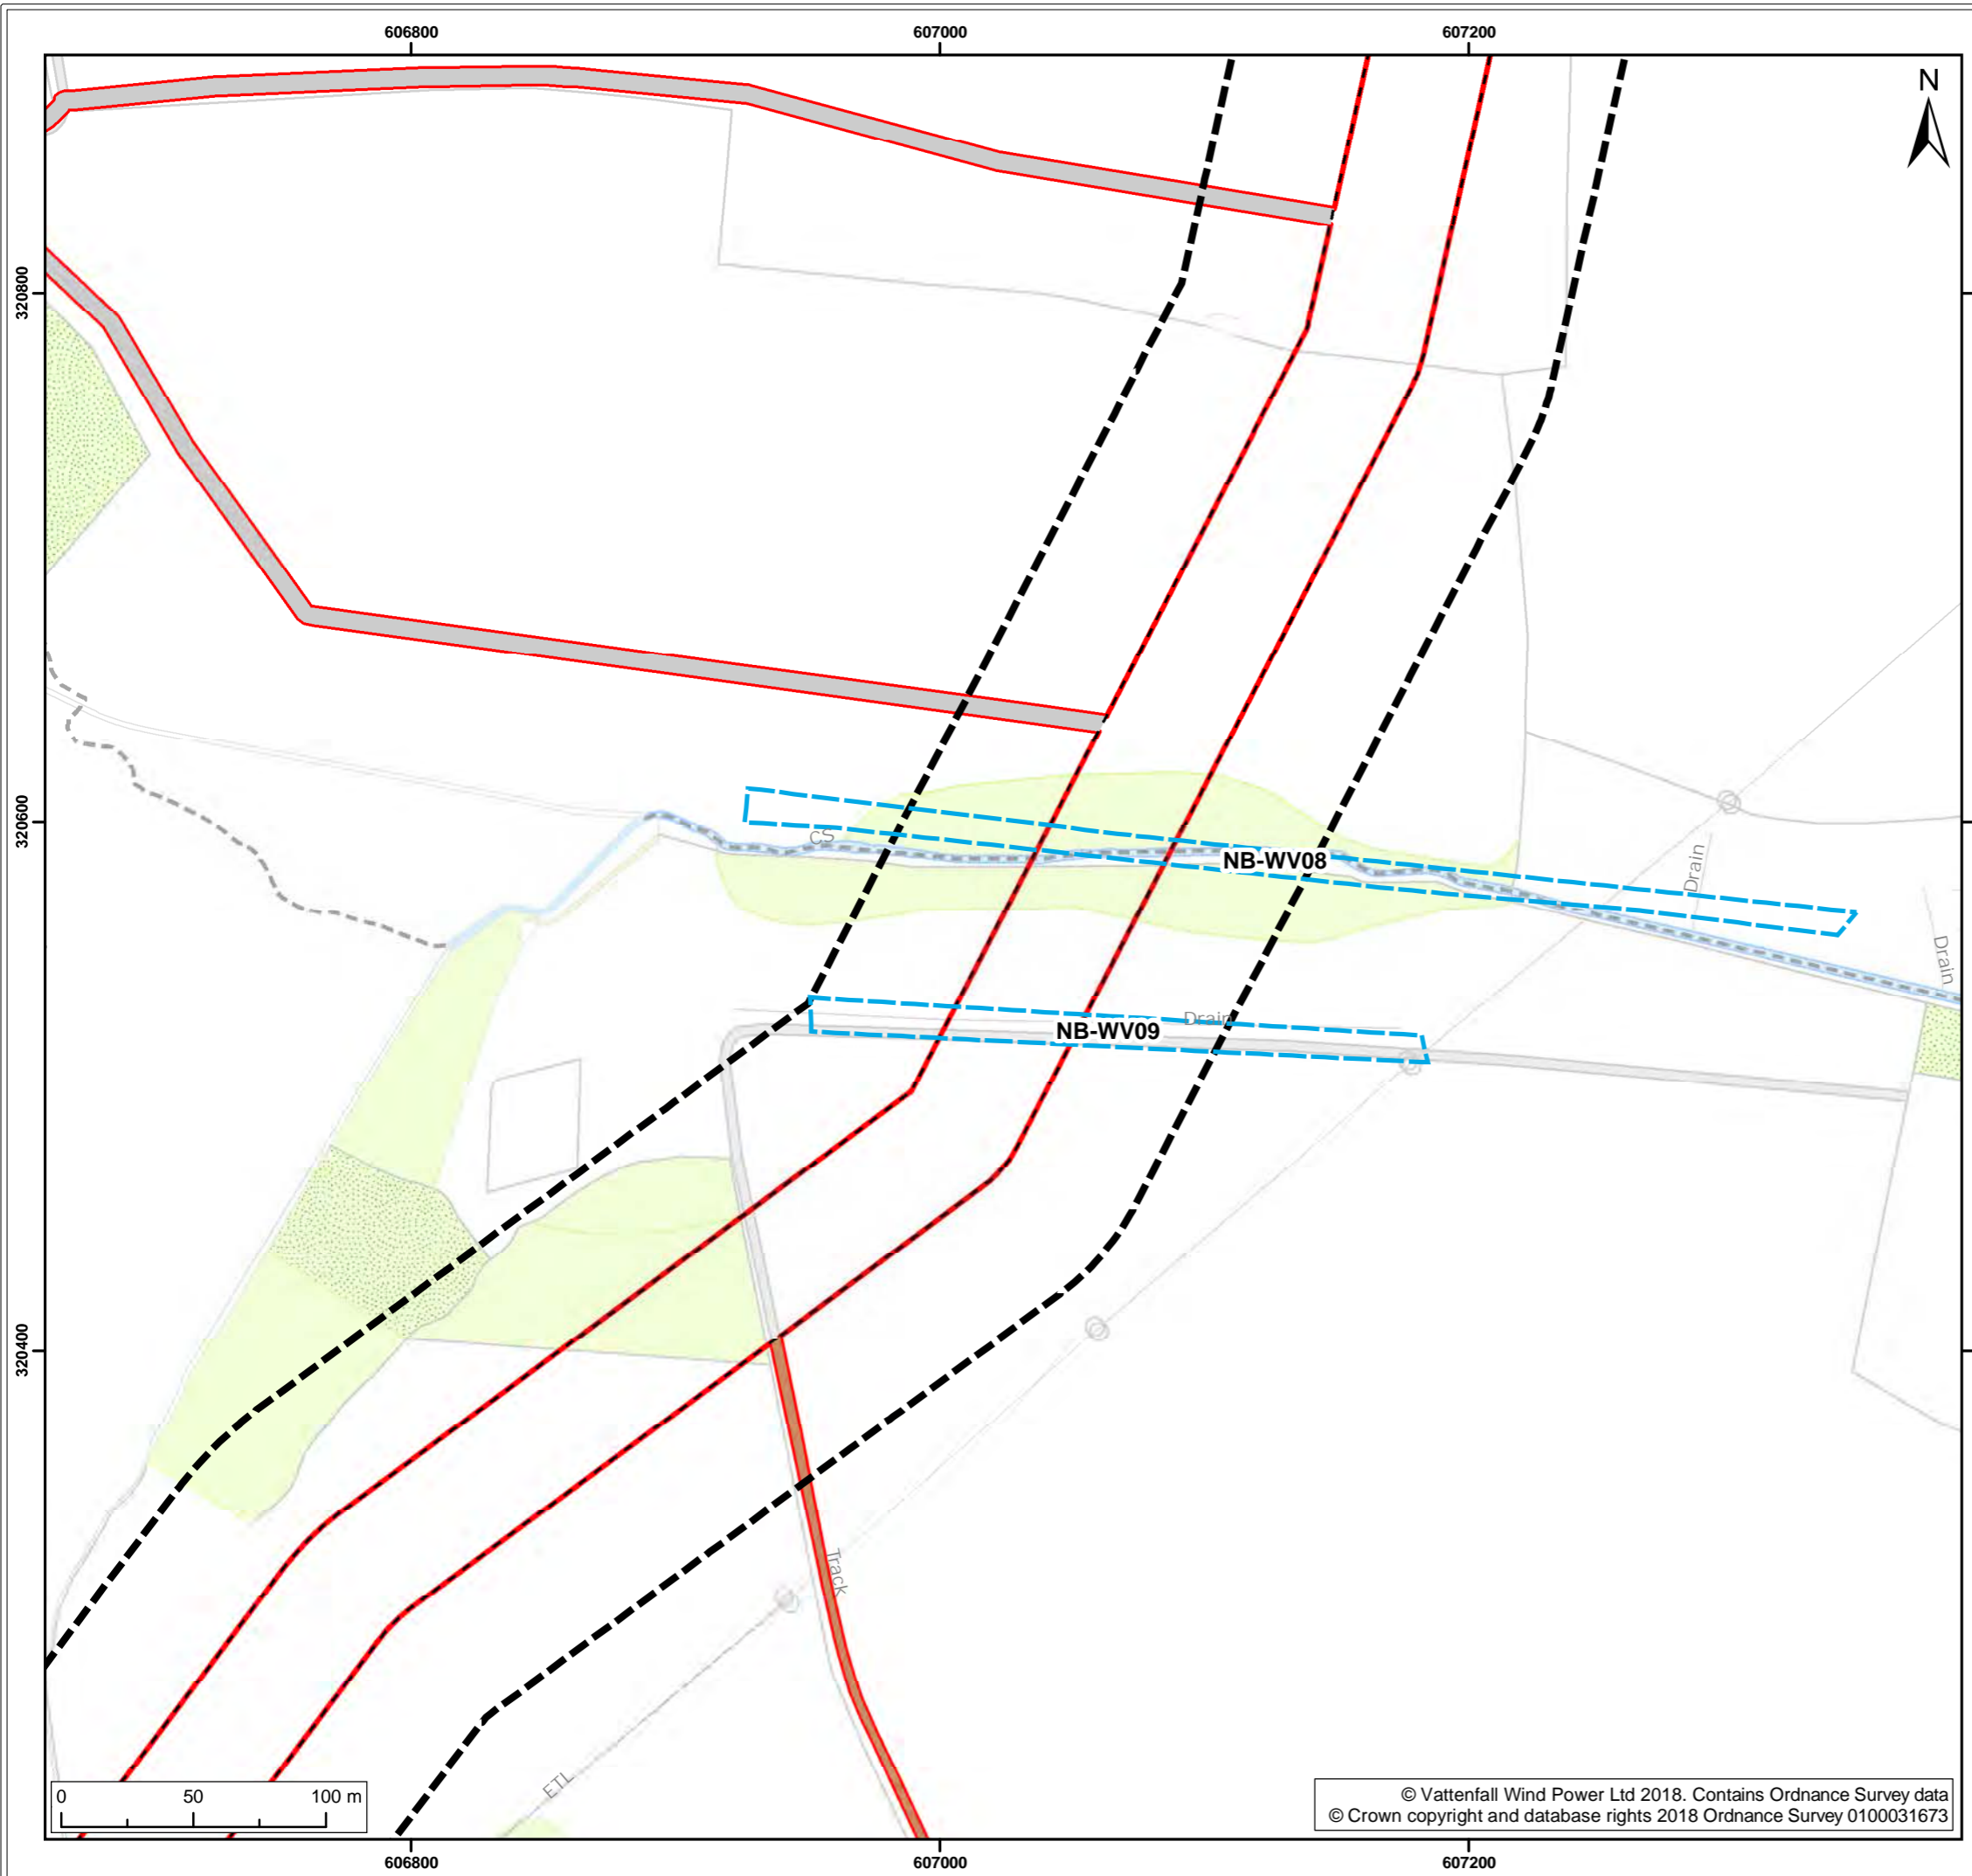 606800
607000
607200
N
320800
320600
320400
CS
NB-WV08
Drain
Drain
Drain
NB-WV09
Track
ETL
0 50 100 m
© Vattenfall Wind Power Ltd 2018. Contains Ordnance Survey data
© Crown copyright and database rights 2018 Ordnance Survey 0100031673
606800
607000
607200